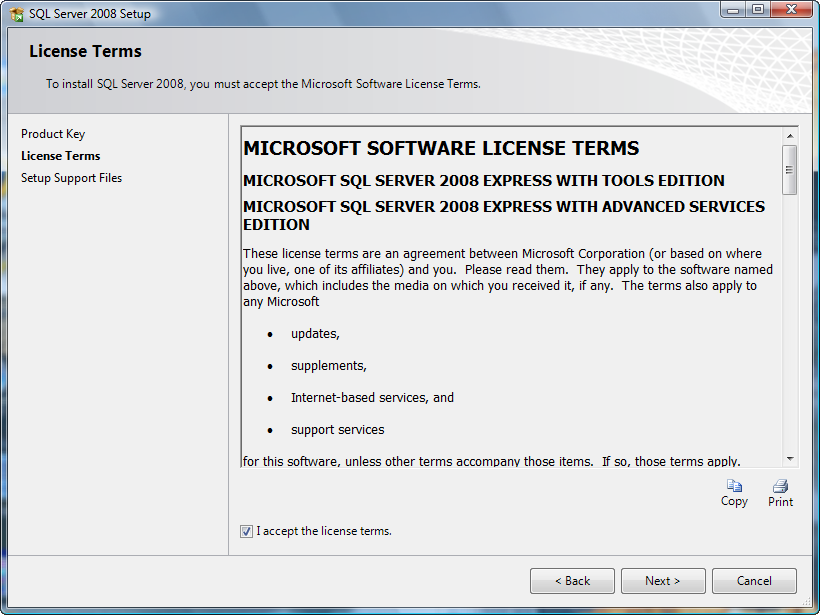 SQL Server 2008 Setup
License Terms
To install SQL Server 2008, you must accept the Microsoft Software License Terms.
Product Key
License Terms
Setup Support Files
MICROSOFT SOFTWARE LICENSE TERMS
MICROSOFT SQL SERVER 2008 EXPRESS WITH TOOLS EDITION
MICROSOFT SQL SERVER 2008 EXPRESS WITH ADVANCED SERVICES
EDITION
These license terms are an agreement between Microsoft Corporation (or based on where
you live, one of its affiliates) and you.  Please read them.  They apply to the software named
above, which includes the media on which you received it, if any.  The terms also apply to
any Microsoft
• updates,
• supplements,
• Internet-based services, and
• support services
for this software, unless other terms accompany those items.  If so, those terms apply.
Copy
Print
I accept the license terms.
< Back
Next >
Cancel